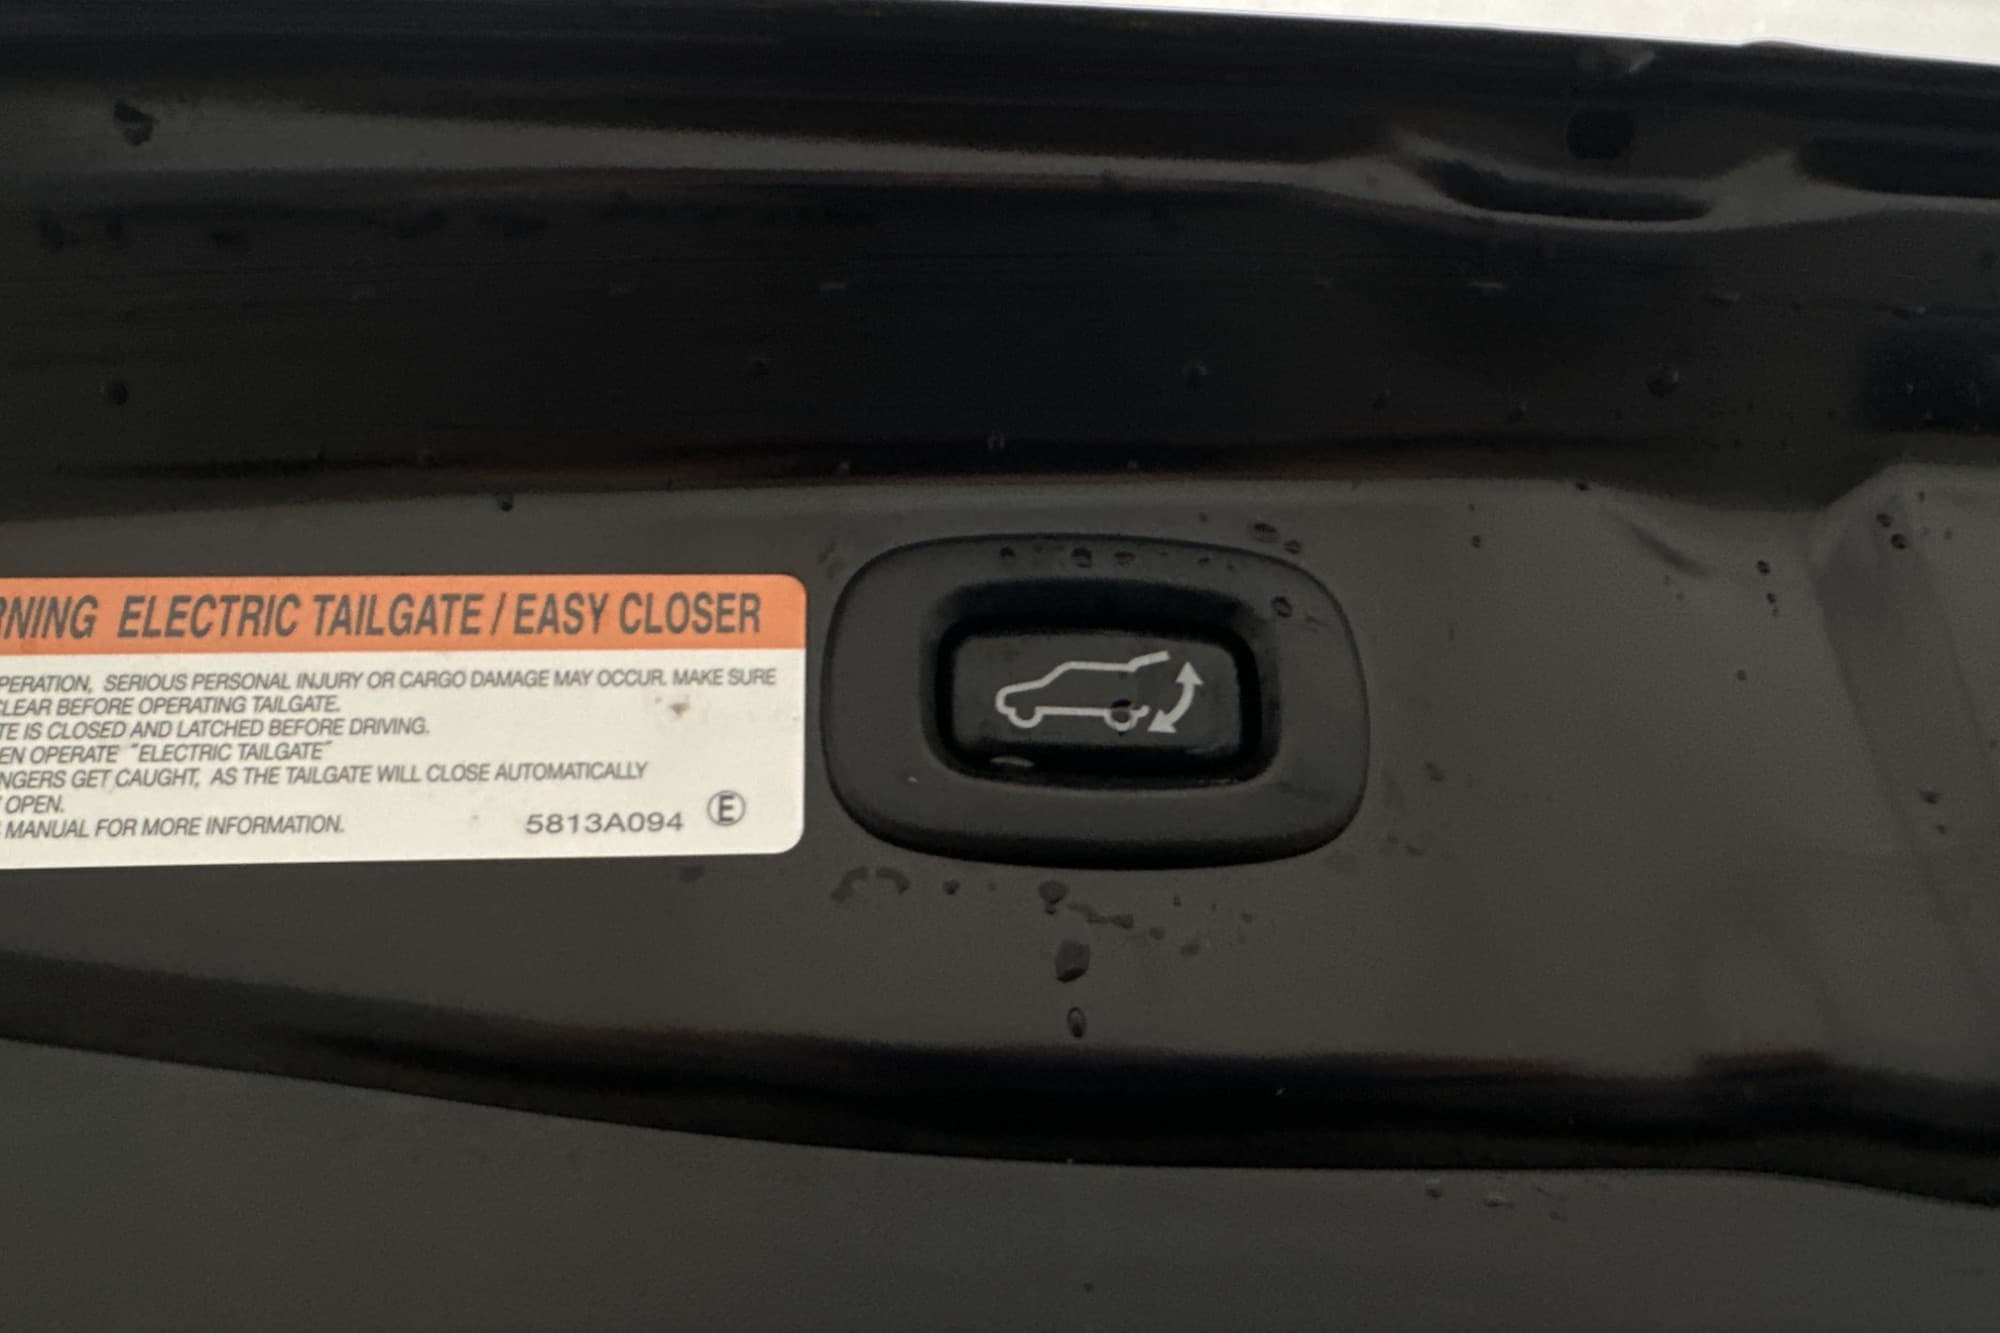 RNING ELECTRIC TAILGATE / EASY CLOSER
PERATION, SERIOUS PERSONAL INJURY OR CARGO DAMAGE MAY OCCUR. MAKE SURE
LEAR BEFORE OPERATING TAILGATE.
TE IS CLOSED AND LATCHED BEFORE DRIVING.
EN OPERATE "ELECTRIC TAILGATE"
NGERS GET CAUGHT, AS THE TAILGATE WILL CLOSE AUTOMATICALLY
OPEN.
MANUAL FOR MORE INFORMATION.
5813A094 E